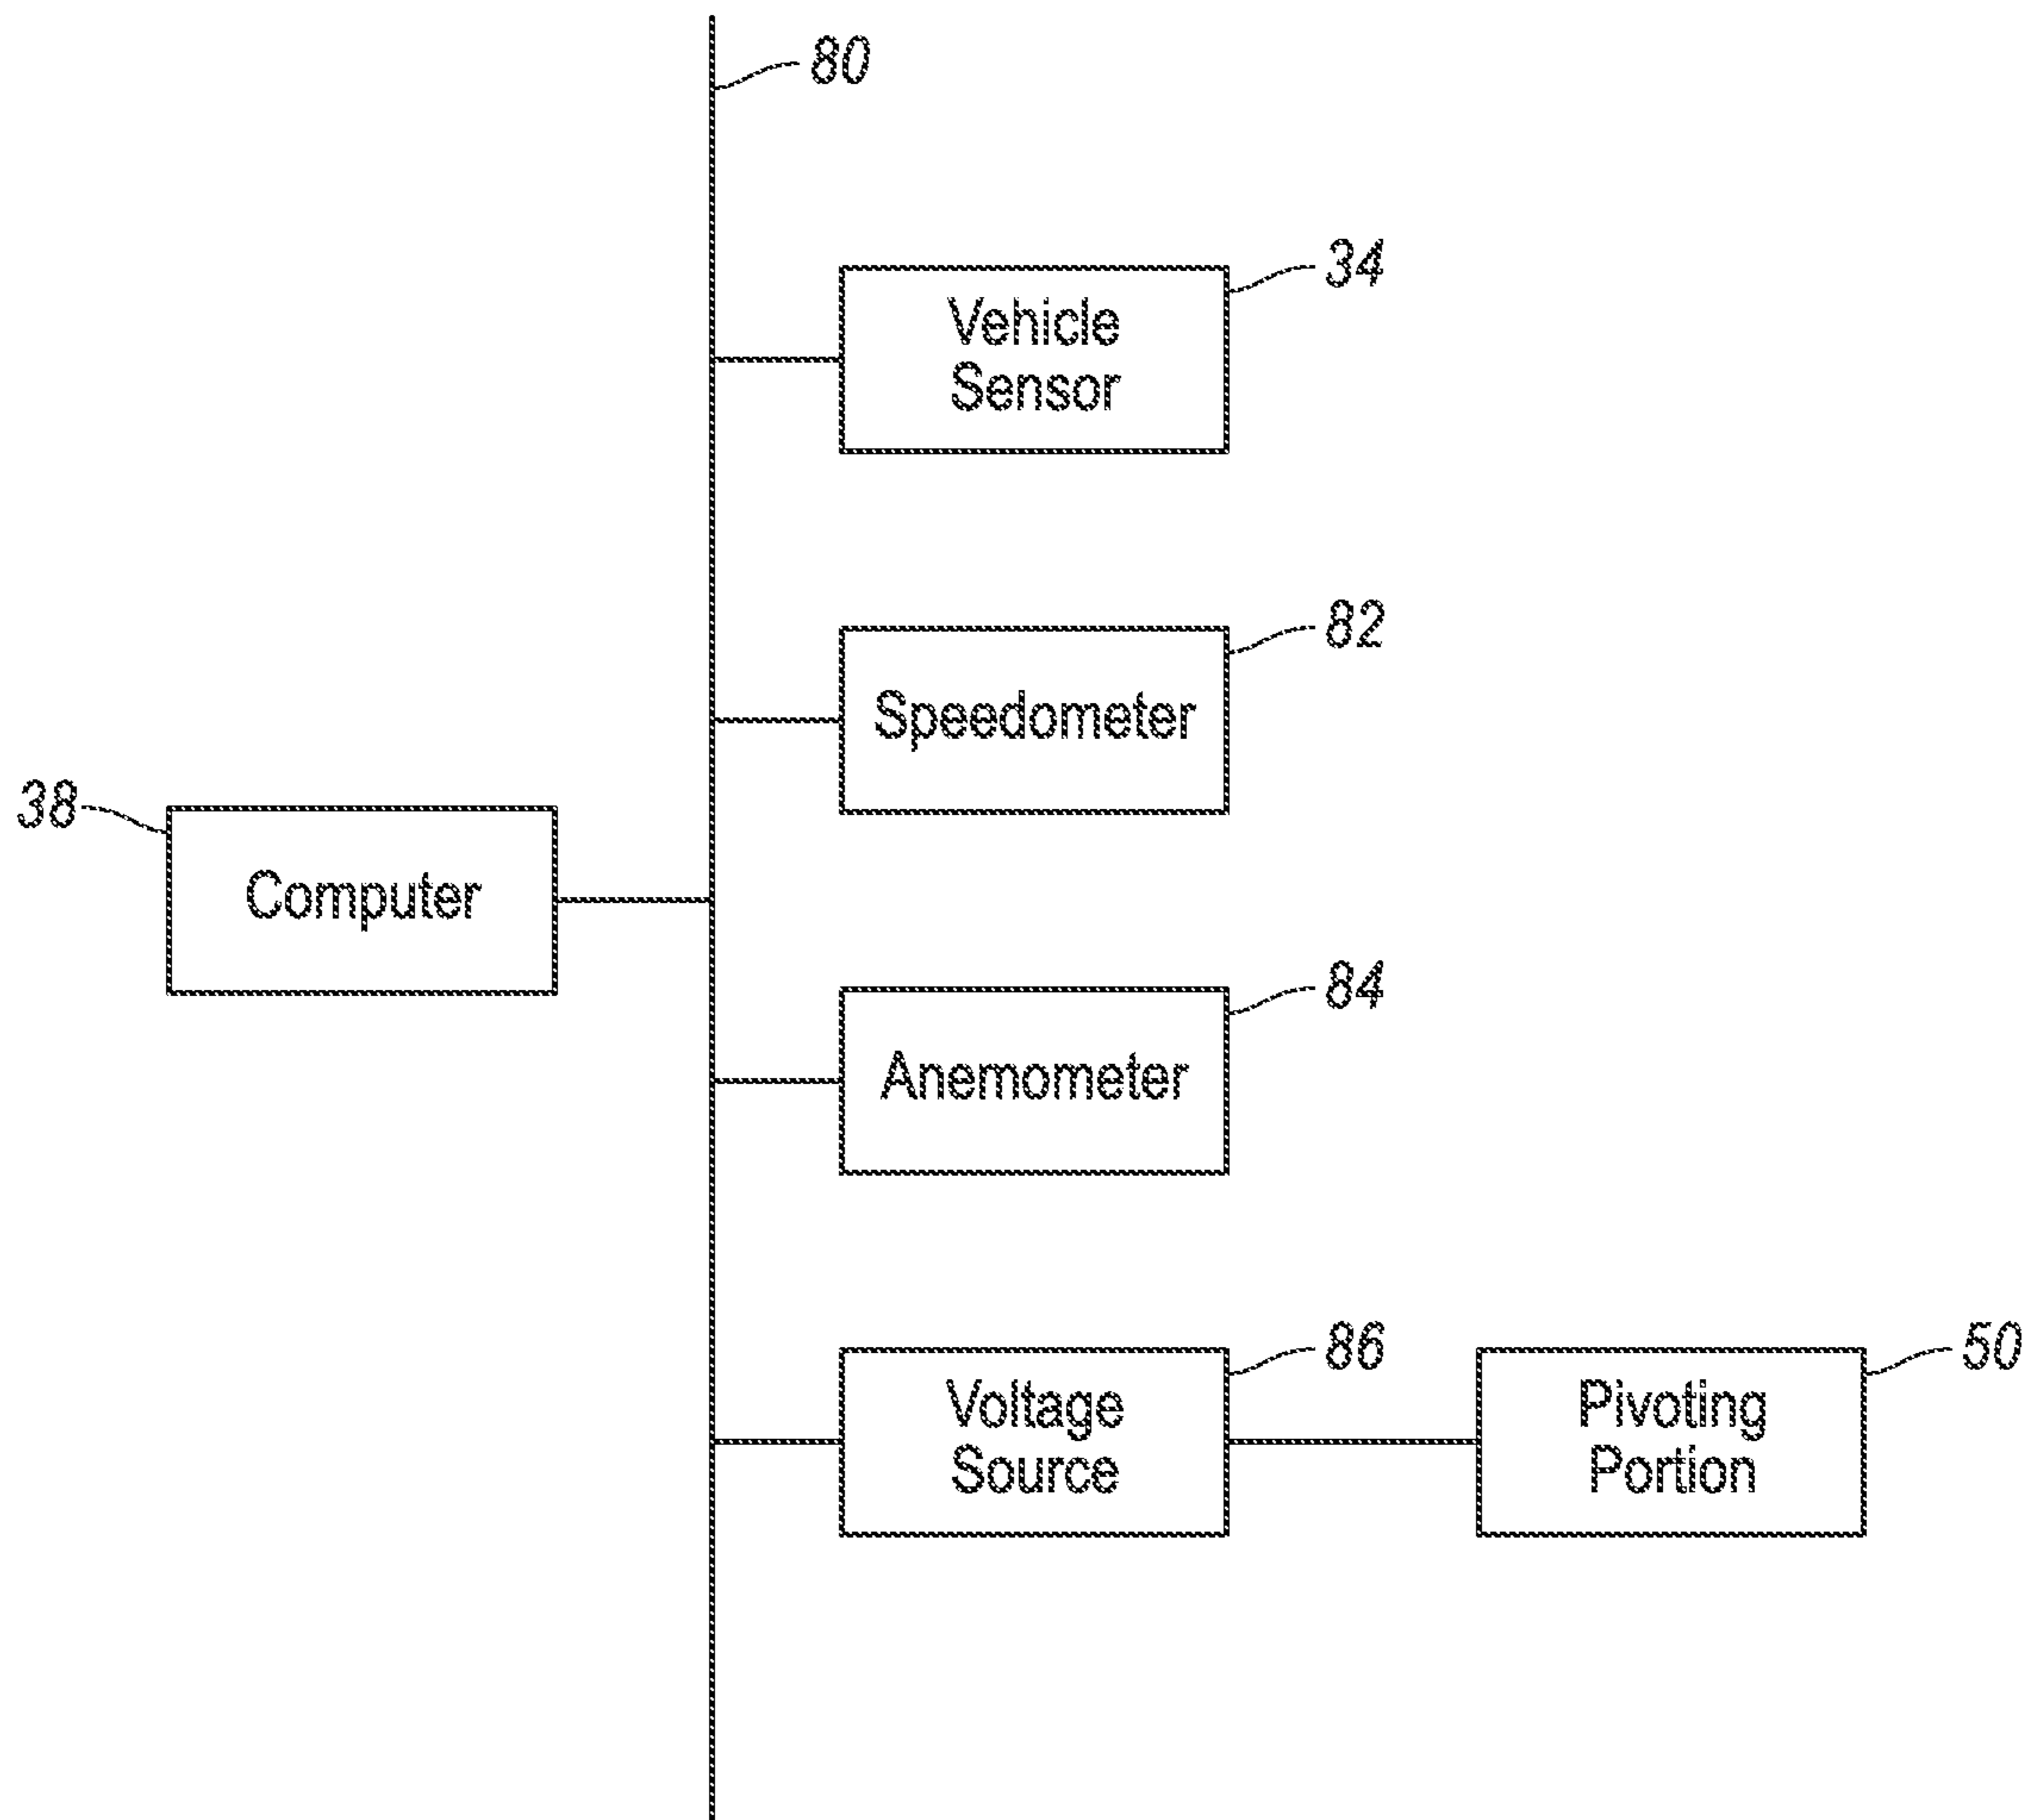 80
34
Vehicle
Sensor
82
Speedometer
38
Computer
84
Anemometer
86
Voltage
Source
50
Pivoting
Portion